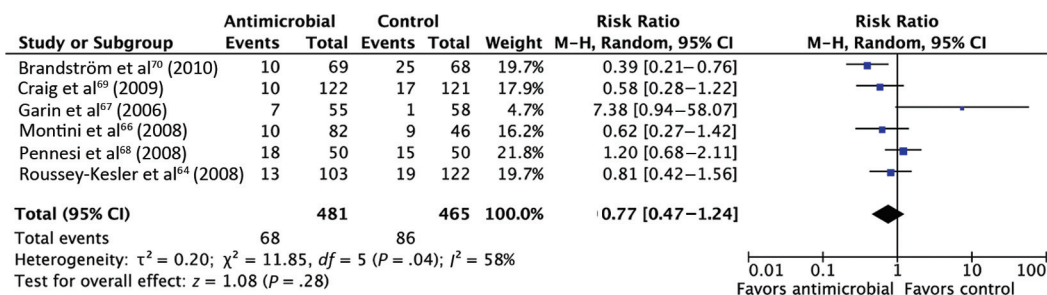 Antimicrobial Control Risk Ratio Risk Ratio
Study or Subgroup Events Total Events Total Weight M–H, Random, 95% CI M–H, Random, 95% CI
Brandström et al⁷⁰ (2010) 10 69 25 68 19.7% 0.39 [0.21–0.76]
Craig et al⁶⁹ (2009) 10 122 17 121 17.9% 0.58 [0.28–1.22]
Garin et al⁶⁷ (2006) 7 55 1 58 4.7% 7.38 [0.94–58.07]
Montini et al⁶⁶ (2008) 10 82 9 46 16.2% 0.62 [0.27–1.42]
Pennesi et al⁶⁸ (2008) 18 50 15 50 21.8% 1.20 [0.68–2.11]
Roussey-Kesler et al⁶⁴ (2008) 13 103 19 122 19.7% 0.81 [0.42–1.56]
Total (95% CI) 481 465 100.0% 0.77 [0.47–1.24]
Total events 68 86
Heterogeneity: τ² = 0.20; χ² = 11.85, df = 5 (P = .04); I² = 58%
Test for overall effect: z = 1.08 (P = .28)
0.01 0.1 1 10 100
Favors antimicrobial Favors control